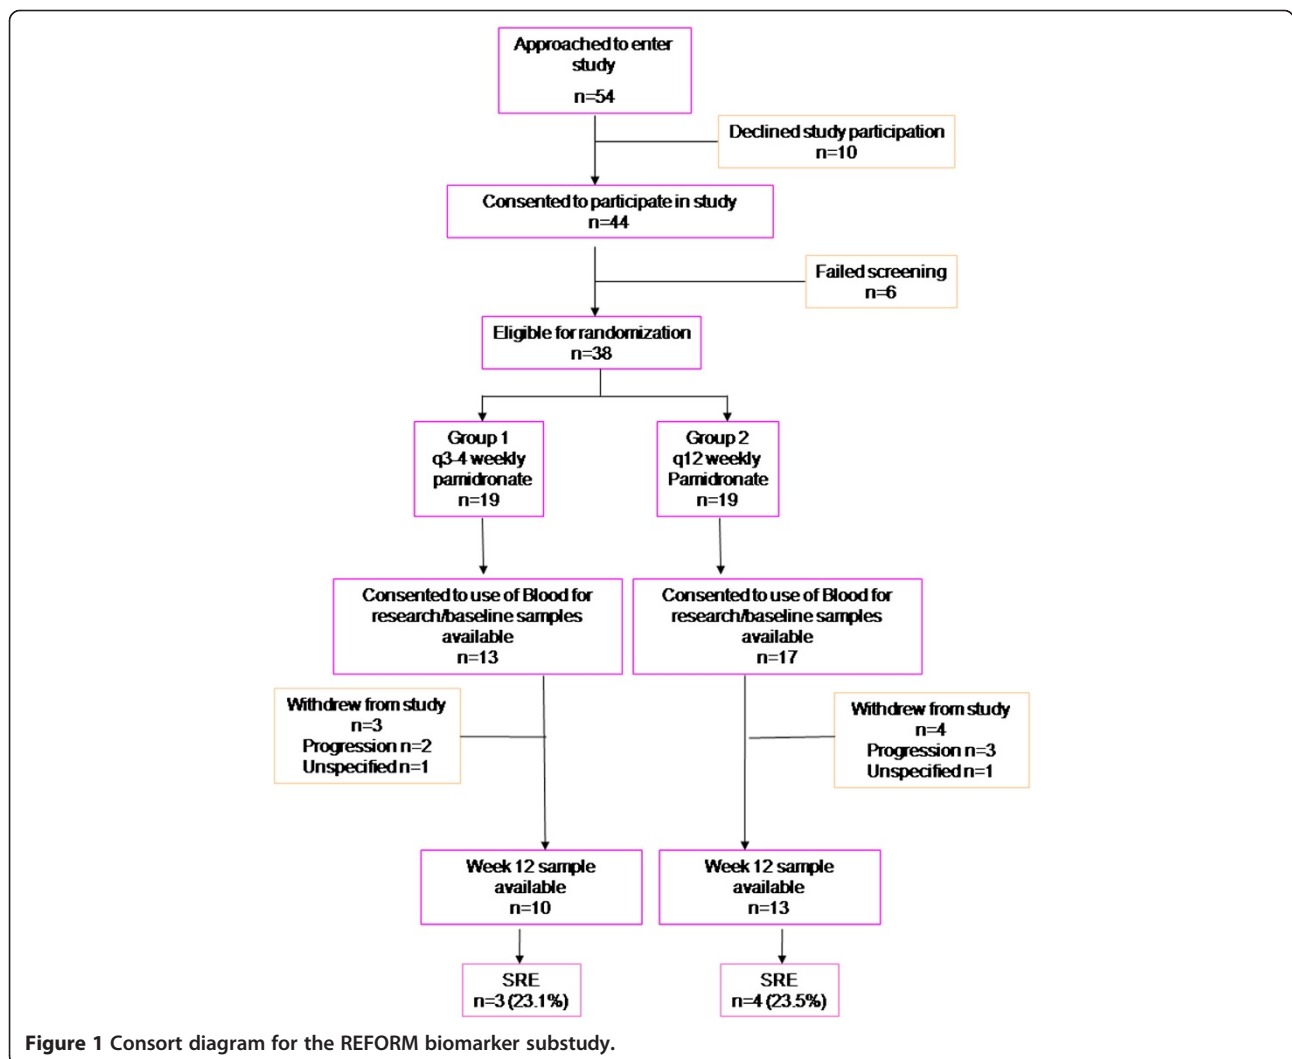 Approached to enter
study
n=54
Declined study participation
n=10
Consented to participate in study
n=44
Failed screening
n=6
Eligible for randomization
n=38
Group 1
q3-4 weekly
pamidronate
n=19
Group 2
q12 weekly
Pamidronate
n=19
Consented to use of Blood for
research/baseline samples
available
n=13
Consented to use of Blood for
research/baseline samples
available
n=17
Withdrew from study
n=3
Progression n=2
Unspecified n=1
Withdrew from study
n=4
Progression n=3
Unspecified n=1
Week 12 sample
available
n=10
Week 12 sample
available
n=13
SRE
n=3 (23.1%)
SRE
n=4 (23.5%)
Figure 1 Consort diagram for the REFORM biomarker substudy.